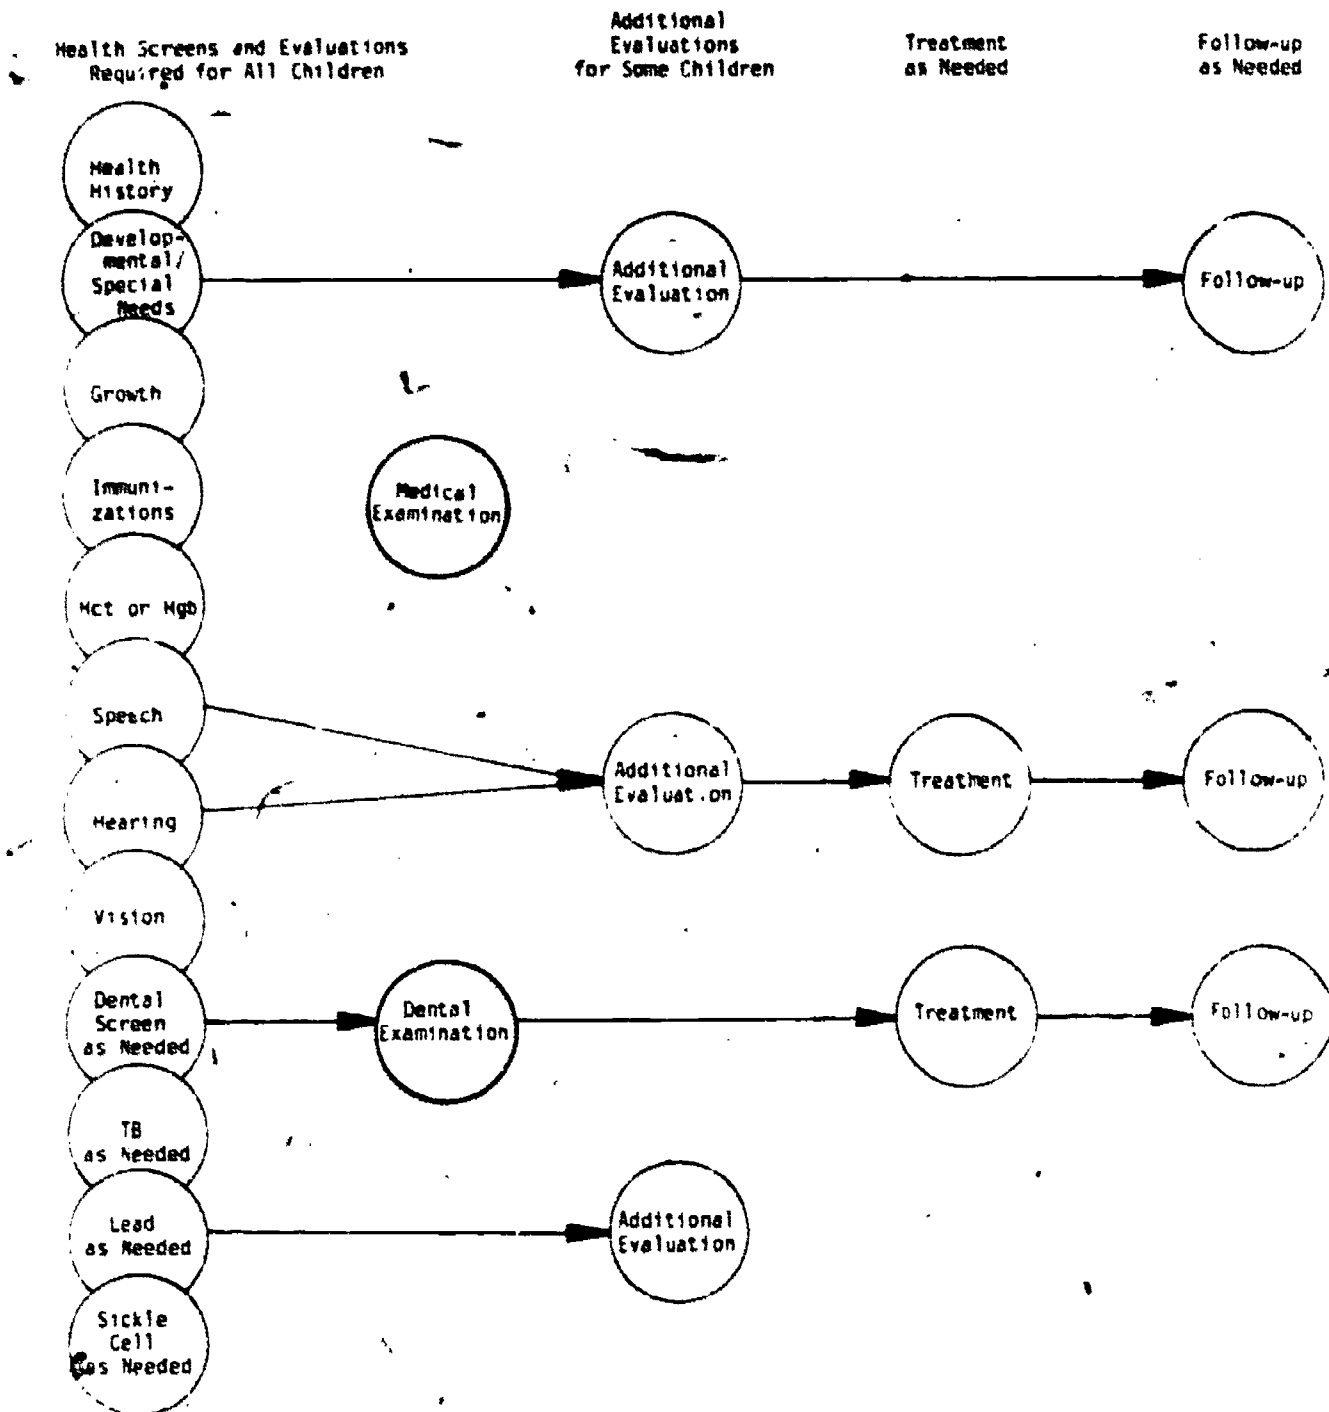 Health Screens and Evaluations
Required for All Children
Additional
Evaluations
for Some Children
Treatment
as Needed
Follow-up
as Needed
Health
History
Develop-
mental/
Special
Needs
Additional
Evaluation
Follow-up
Growth
Immuni-
zations
Medical
Examination
Hct or Hgb
Speech
Hearing
Additional
Evaluation
Treatment
Follow-up
Vision
Dental
Screen
as Needed
Dental
Examination
Treatment
Follow-up
TB
as Needed
Lead
as Needed
Additional
Evaluation
Sickle
Cell
as Needed